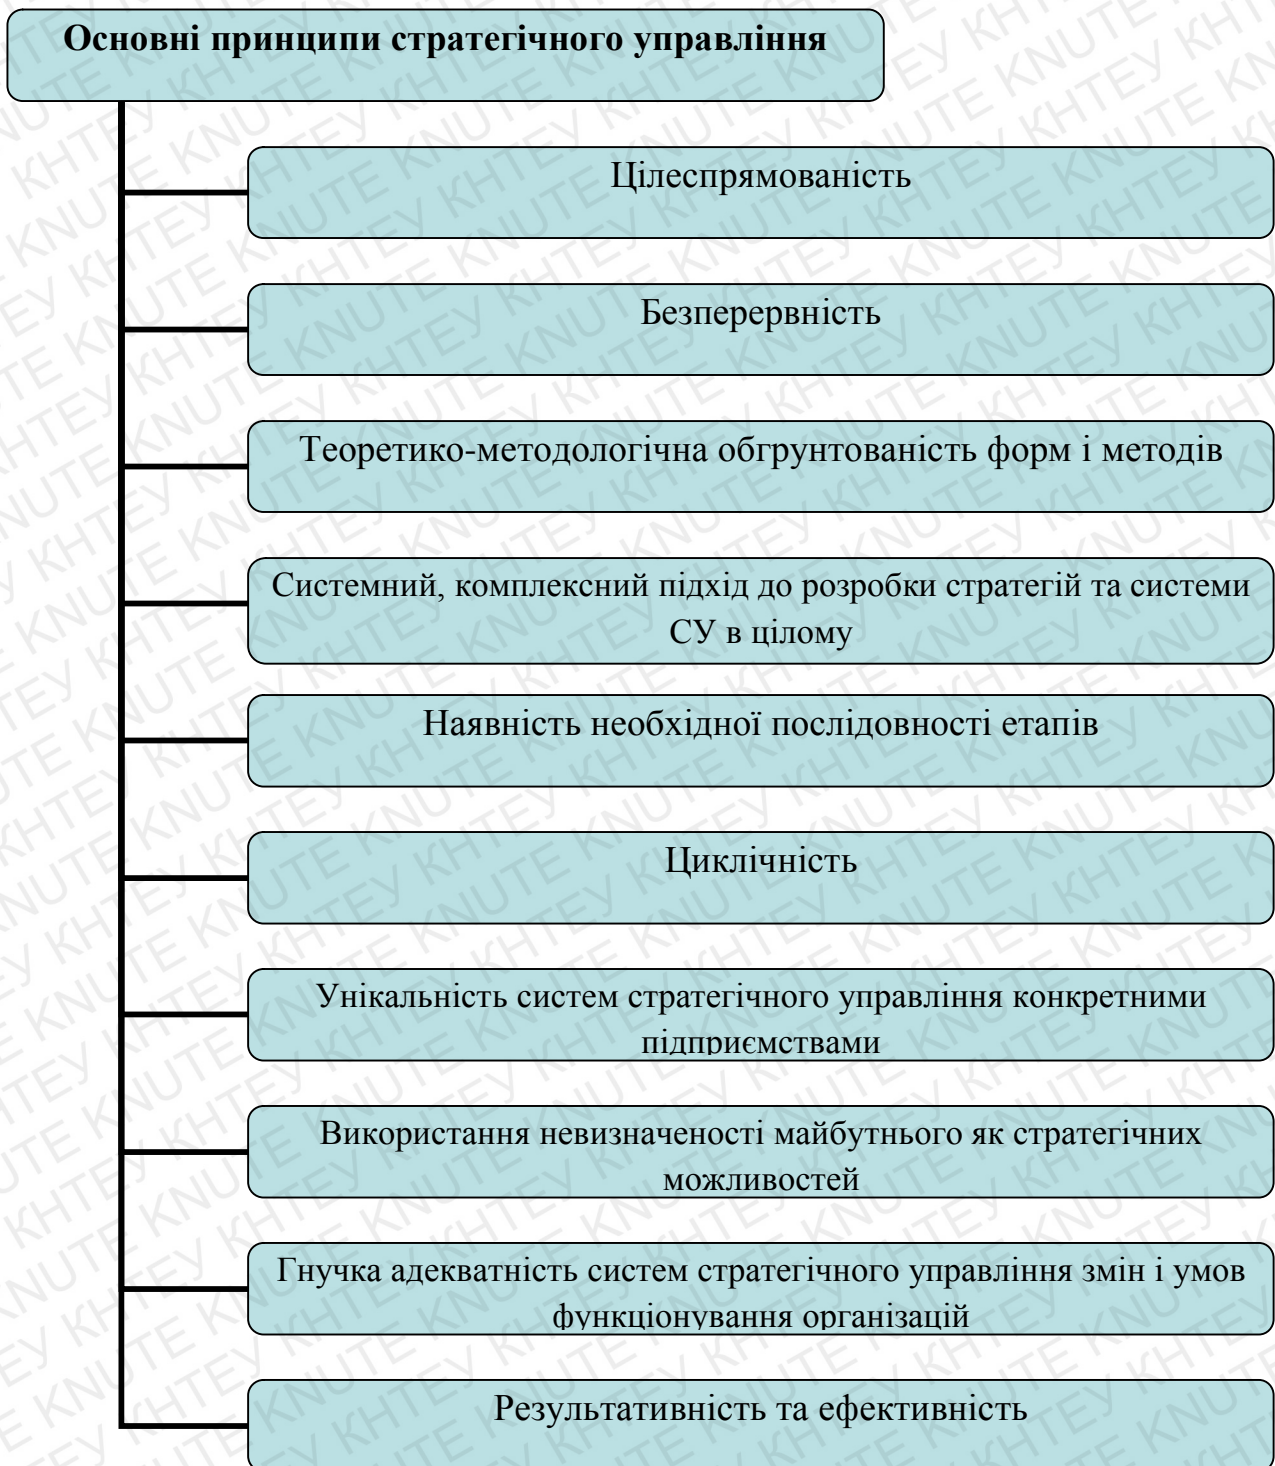 Основні принципи стратегічного управління
Цілеспрямованість
Безперервність
Теоретико-методологічна обгрунтованість форм і методів
Системний, комплексний підхід до розробки стратегій та системи
СУ в цілому
Наявність необхідної послідовності етапів
Циклічність
Унікальність систем стратегічного управління конкретними
підприємствами
Використання невизначеності майбутнього як стратегічних
можливостей
Гнучка адекватність систем стратегічного управління змін і умов
функціонування організацій
Результативність та ефективність